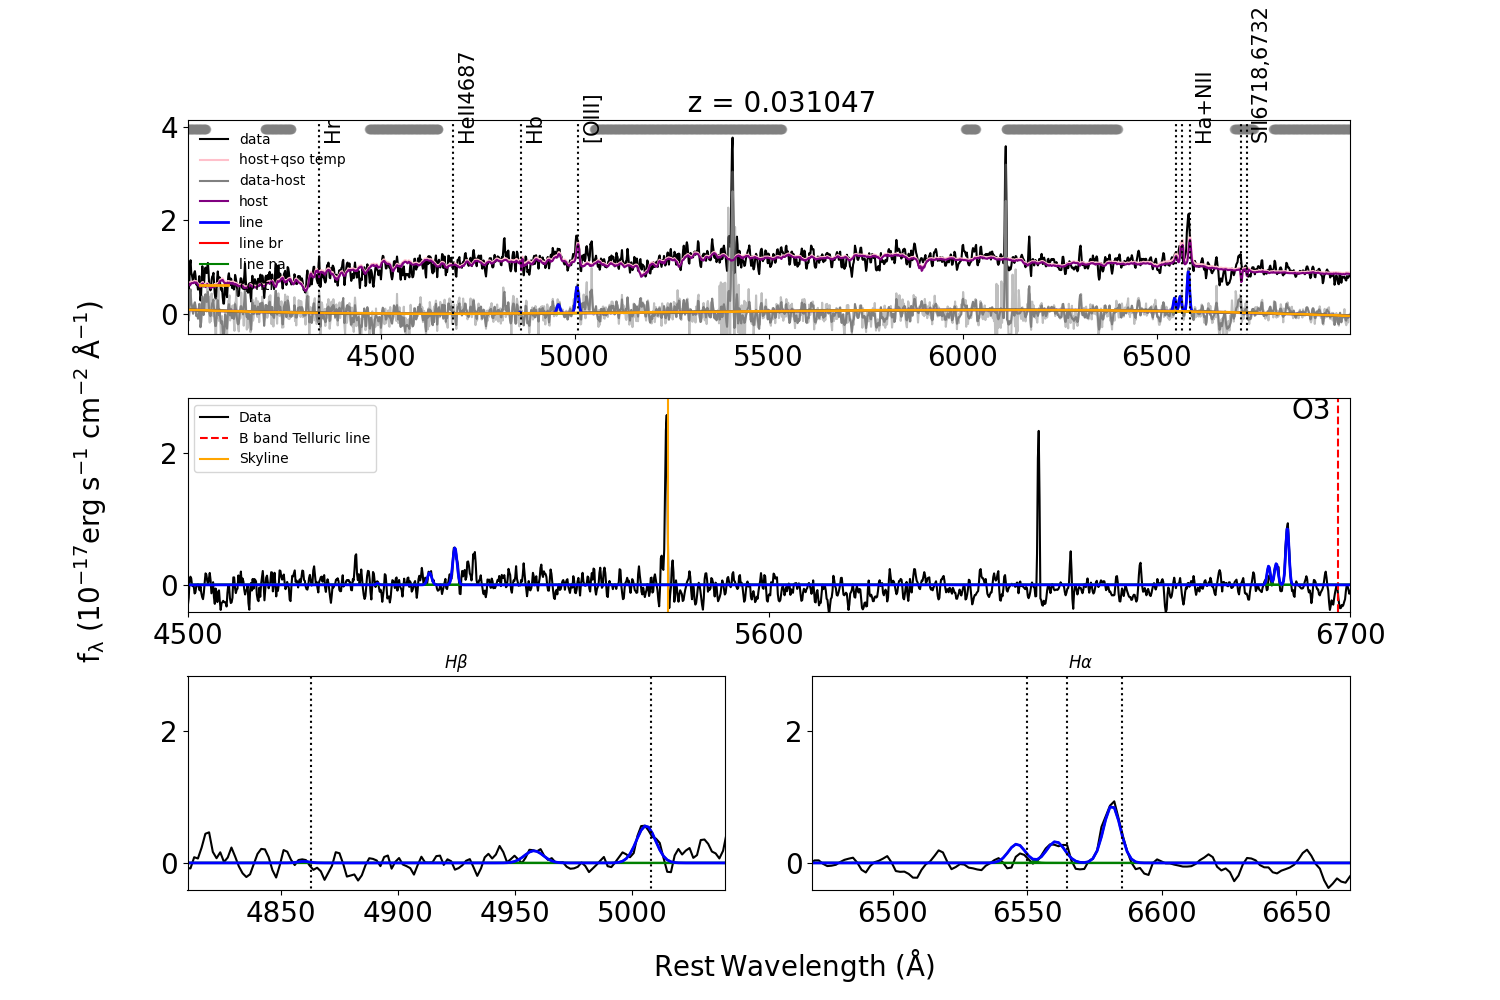 z = 0.031047
Hr
HeII4687
Hb
[OIII]
Ha+NII
SII6718,6732
data
host+qso temp
data-host
host
line
line br
line na
4
2
0
4500
5000
5500
6000
6500
fλ (10⁻¹⁷erg s⁻¹ cm⁻² Å⁻¹)
Data
B band Telluric line
Skyline
O3
2
0
4500
5600
6700
Hβ
2
0
4850
4900
4950
5000
Hα
2
0
6500
6550
6600
6650
Rest Wavelength (Å)